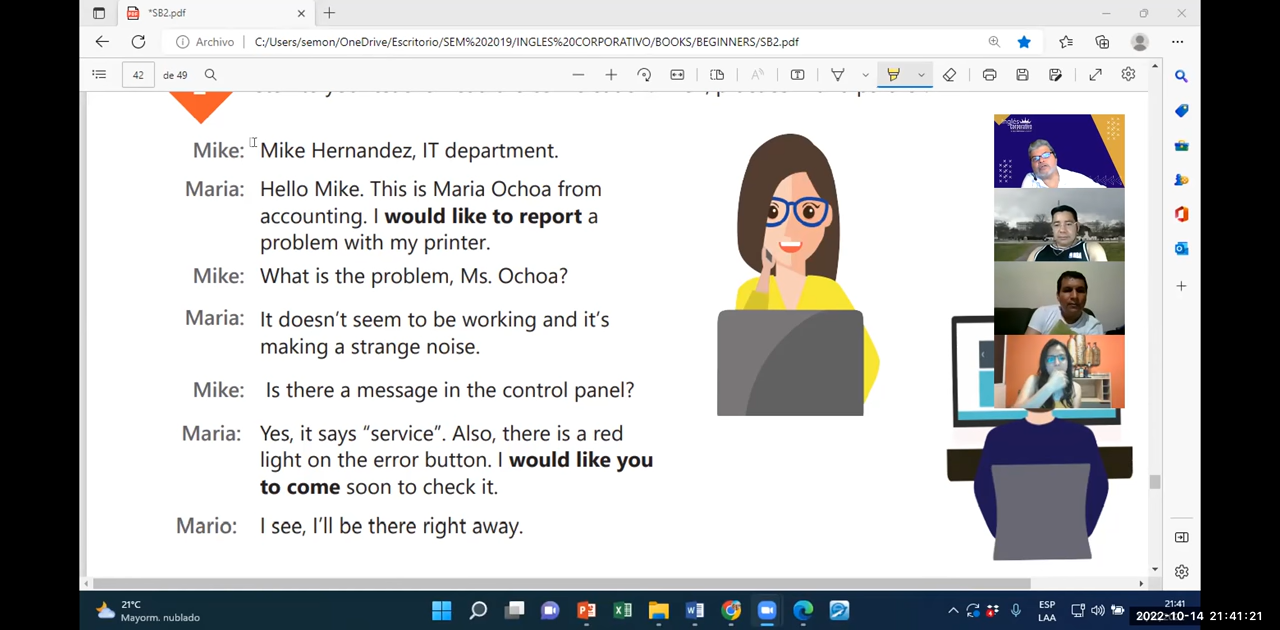 *SB2.pdf
Archivo
C:/Users/semon/OneDrive/Escritorio/SEM%202019/INGLES%20CORPORATIVO/BOOKS/BEGINNERS/SB2.pdf
42 de 49
Mike: Mike Hernandez, IT department.
Maria: Hello Mike. This is Maria Ochoa from
accounting. I would like to report a
problem with my printer.
Mike: What is the problem, Ms. Ochoa?
Maria: It doesn't seem to be working and it's
making a strange noise.
Mike: Is there a message in the control panel?
Maria: Yes, it says “service”. Also, there is a red
light on the error button. I would like you
to come soon to check it.
Mario: I see, I'll be there right away.
21°C
Mayorm. nublado
ESP
LAA
21:41
2022-10-14 21:41:21